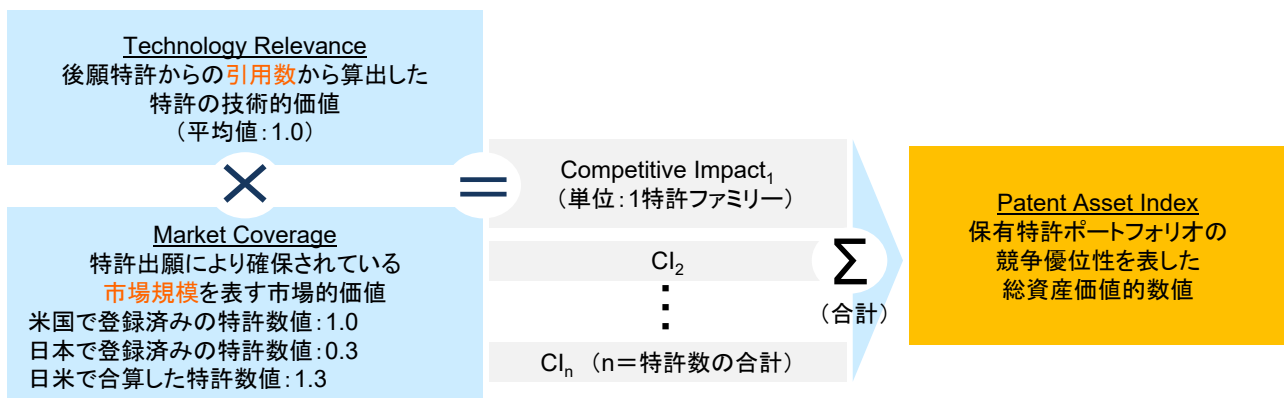 Technology Relevance
後願特許からの引用数から算出した
特許の技術的価値
（平均値：1.0）
×
Market Coverage
特許出願により確保されている
市場規模を表す市場的価値
米国で登録済みの特許数値：1.0
日本で登録済みの特許数値：0.3
日米で合算した特許数値：1.3
＝
Competitive Impact1
（単位：1特許ファミリー）
CI2
⋮
CIn （n＝特許数の合計）
Σ
（合計）
Patent Asset Index
保有特許ポートフォリオの
競争優位性を表した
総資産価値的数値